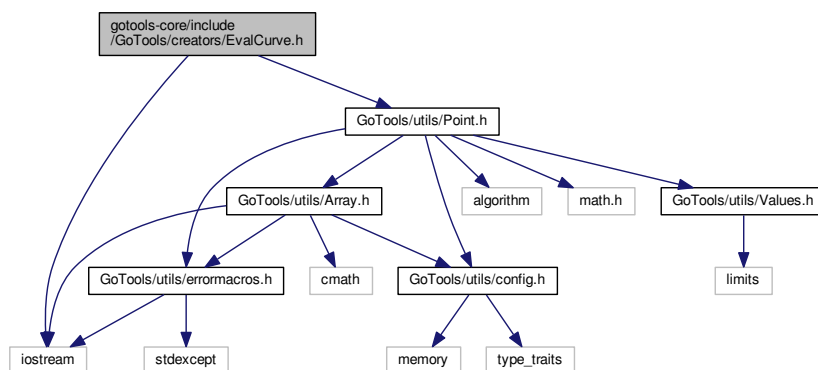 gotools-core/include
/GoTools/creators/EvalCurve.h
GoTools/utils/Point.h
GoTools/utils/Array.h
algorithm
math.h
GoTools/utils/Values.h
GoTools/utils/errormacros.h
cmath
GoTools/utils/config.h
limits
iostream
stdexcept
memory
type_traits